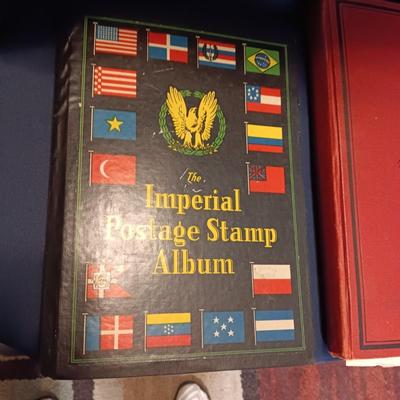 The
Imperial
Postage Stamp
Album